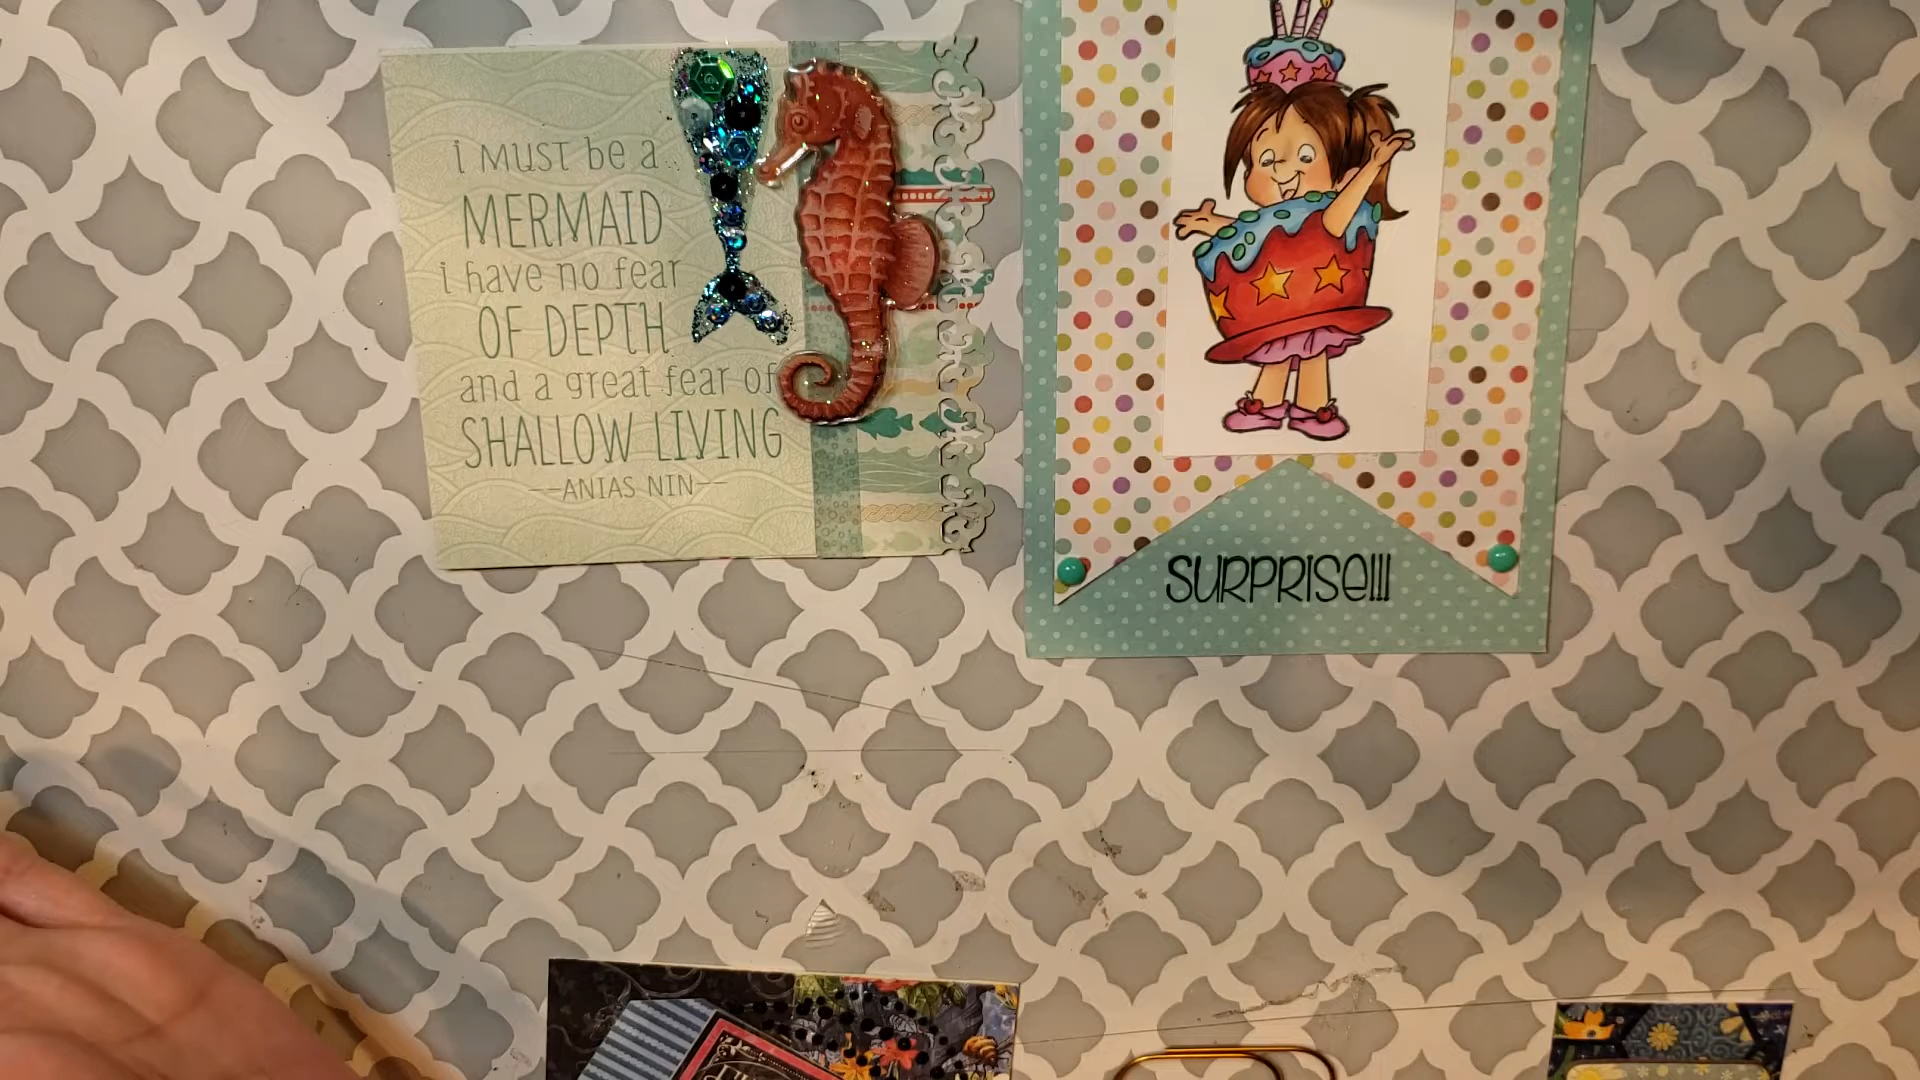 i MUST be a
MERMAID
i have no fear
OF DEPTH
and a great fear of
SHALLOW LIVING
—ANIAS NIN—
SURPRISE!!!